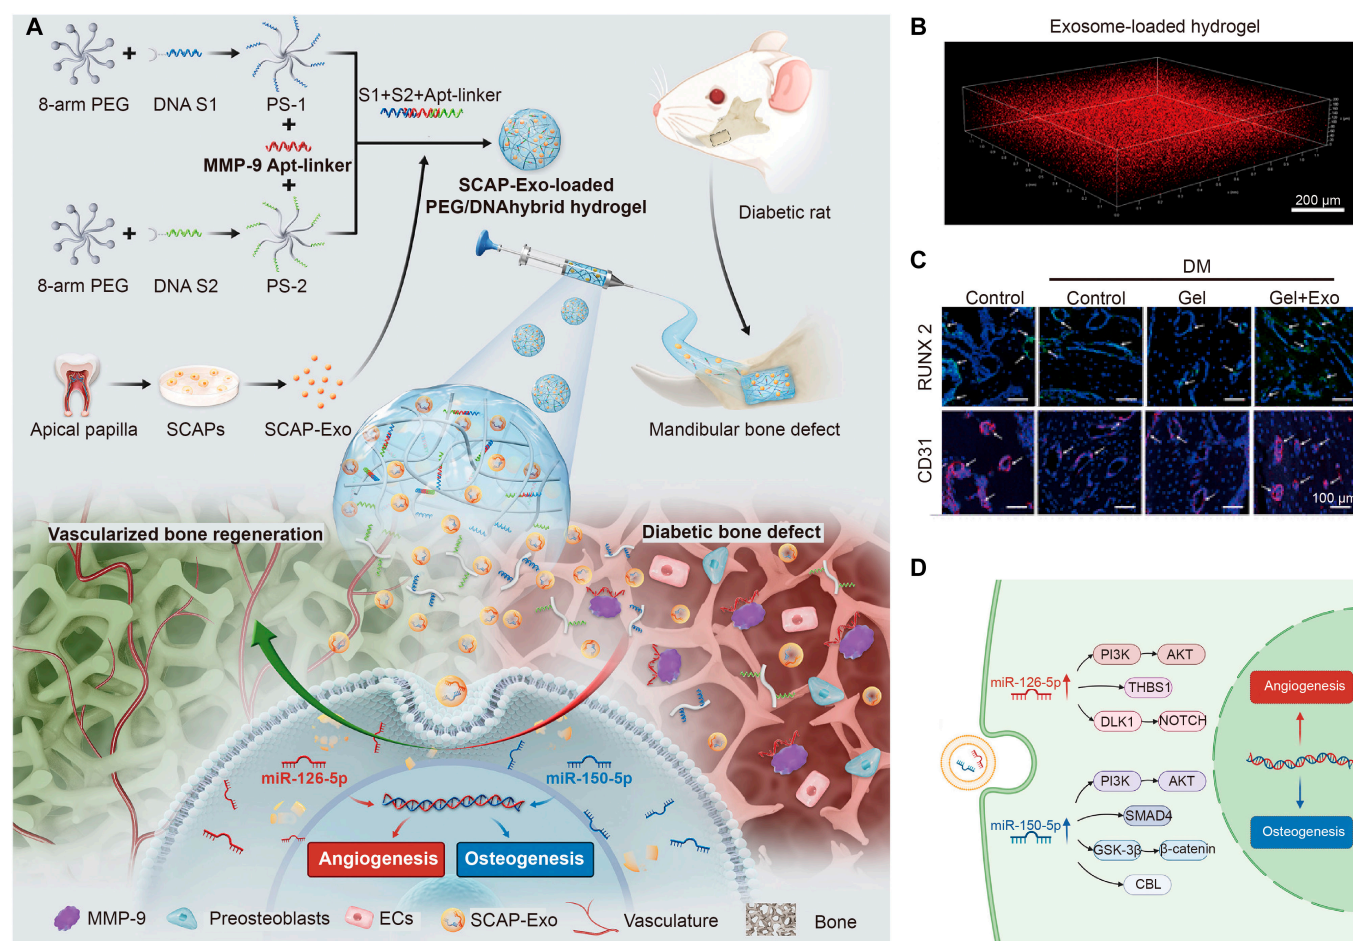 A
8-arm PEG
DNA S1
PS-1
MMP-9 Apt-linker
8-arm PEG
DNA S2
PS-2
S1+S2+Apt-linker
SCAP-Exo-loaded
PEG/DNAhybrid hydrogel
Diabetic rat
Apical papilla
SCAPs
SCAP-Exo
Mandibular bone defect
Vascularized bone regeneration
Diabetic bone defect
miR-126-5p
miR-150-5p
Angiogenesis
Osteogenesis
MMP-9
Preosteoblasts
ECs
SCAP-Exo
Vasculature
Bone
B
Exosome-loaded hydrogel
200 µm
C
DM
Control
Control
Gel
Gel+Exo
RUNX 2
CD31
100 µm
D
miR-126-5p
PI3K
AKT
THBS1
DLK1
NOTCH
miR-150-5p
PI3K
AKT
SMAD4
GSK-3β
β-catenin
CBL
Angiogenesis
Osteogenesis